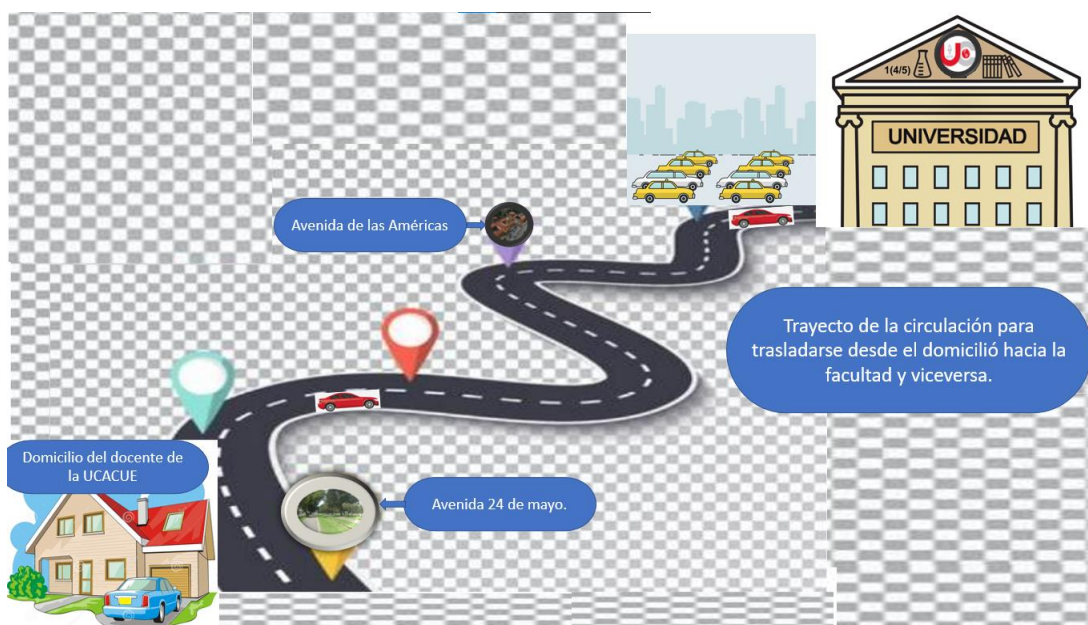 1(4/5)
UNIVERSIDAD
Avenida de las Américas
Trayecto de la circulación para
trasladarse desde el domicilió hacia la
facultad y viceversa.
Domicilio del docente de
la UCACUE
Avenida 24 de mayo.